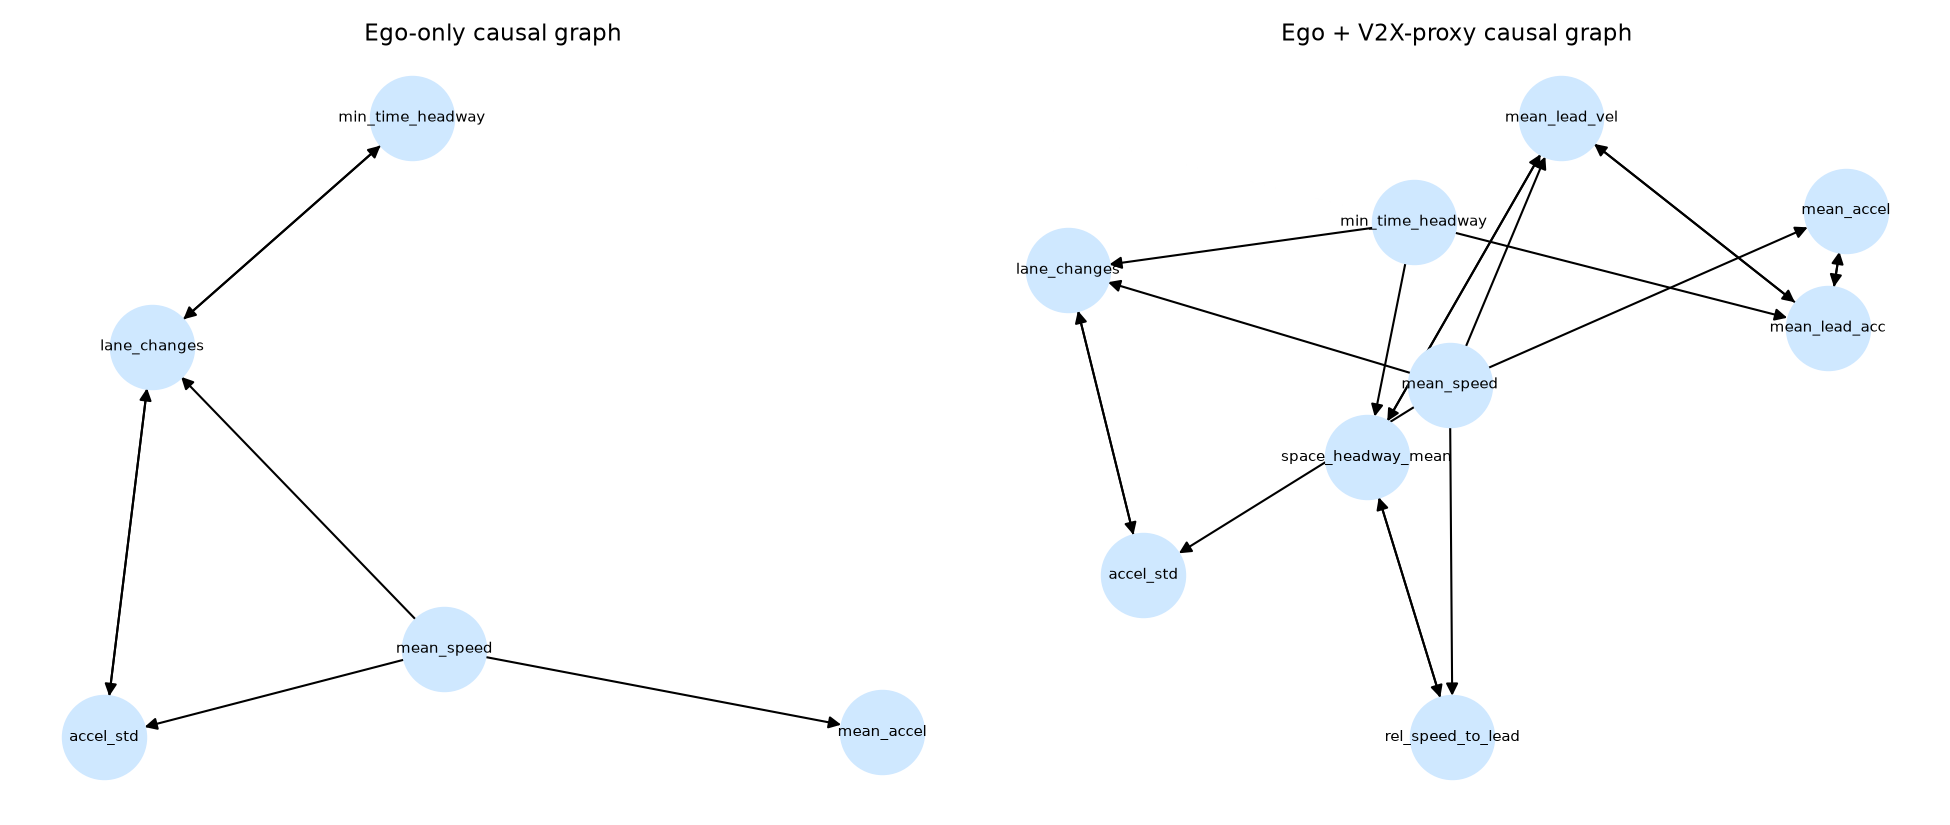 Ego-only causal graph
min_time_headway
lane_changes
mean_speed
accel_std
mean_accel
Ego + V2X-proxy causal graph
mean_lead_vel
mean_accel
min_time_headway
lane_changes
mean_lead_acc
mean_speed
space_headway_mean
accel_std
rel_speed_to_lead